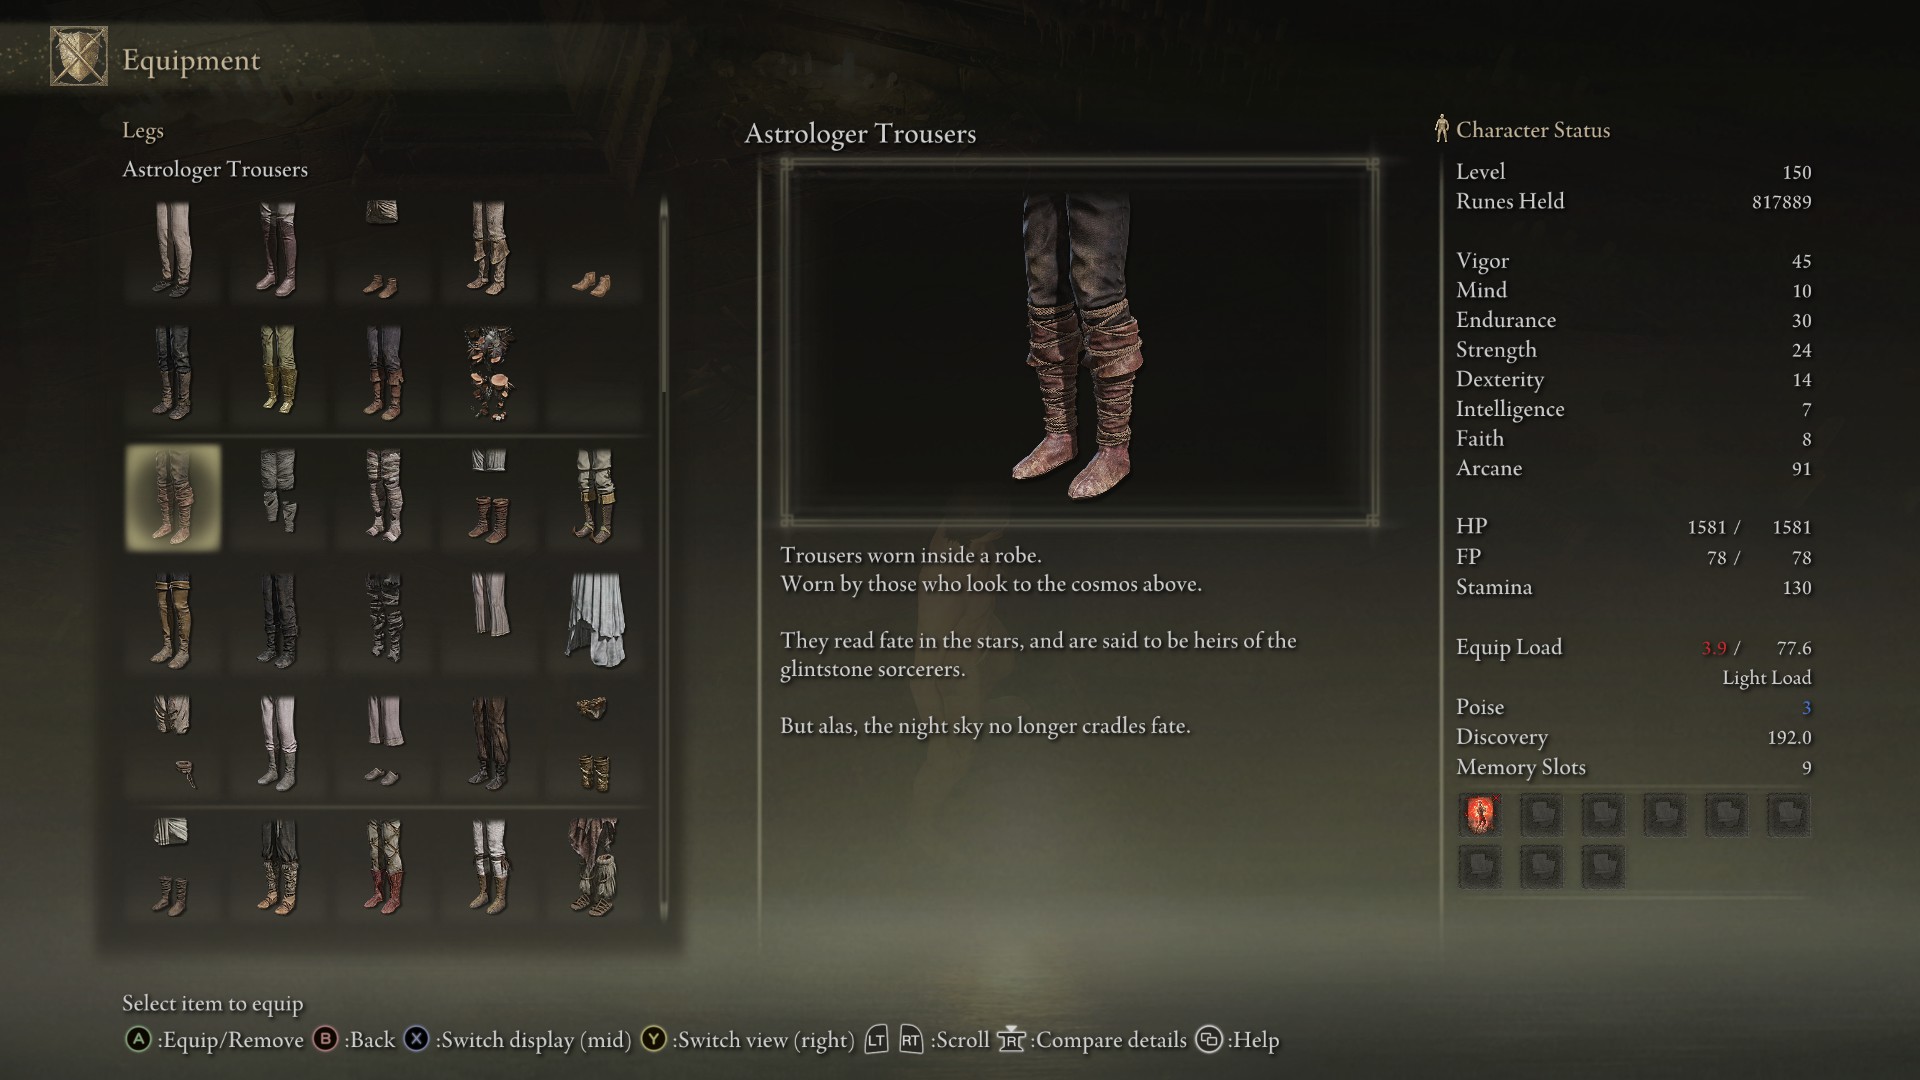 Equipment
Legs
Astrologer Trousers
Astrologer Trousers
Trousers worn inside a robe.
Worn by those who look to the cosmos above.
They read fate in the stars, and are said to be heirs of the
glintstone sorcerers.
But alas, the night sky no longer cradles fate.
Character Status
Level 150
Runes Held 817889
Vigor 45
Mind 10
Endurance 30
Strength 24
Dexterity 14
Intelligence 7
Faith 8
Arcane 91
HP 1581 / 1581
FP 78 / 78
Stamina 130
Equip Load 3.9 / 77.6
Light Load
Poise 3
Discovery 192.0
Memory Slots 9
Select item to equip
A :Equip/Remove B :Back X :Switch display (mid) Y :Switch view (right) LT RT :Scroll R :Compare details :Help